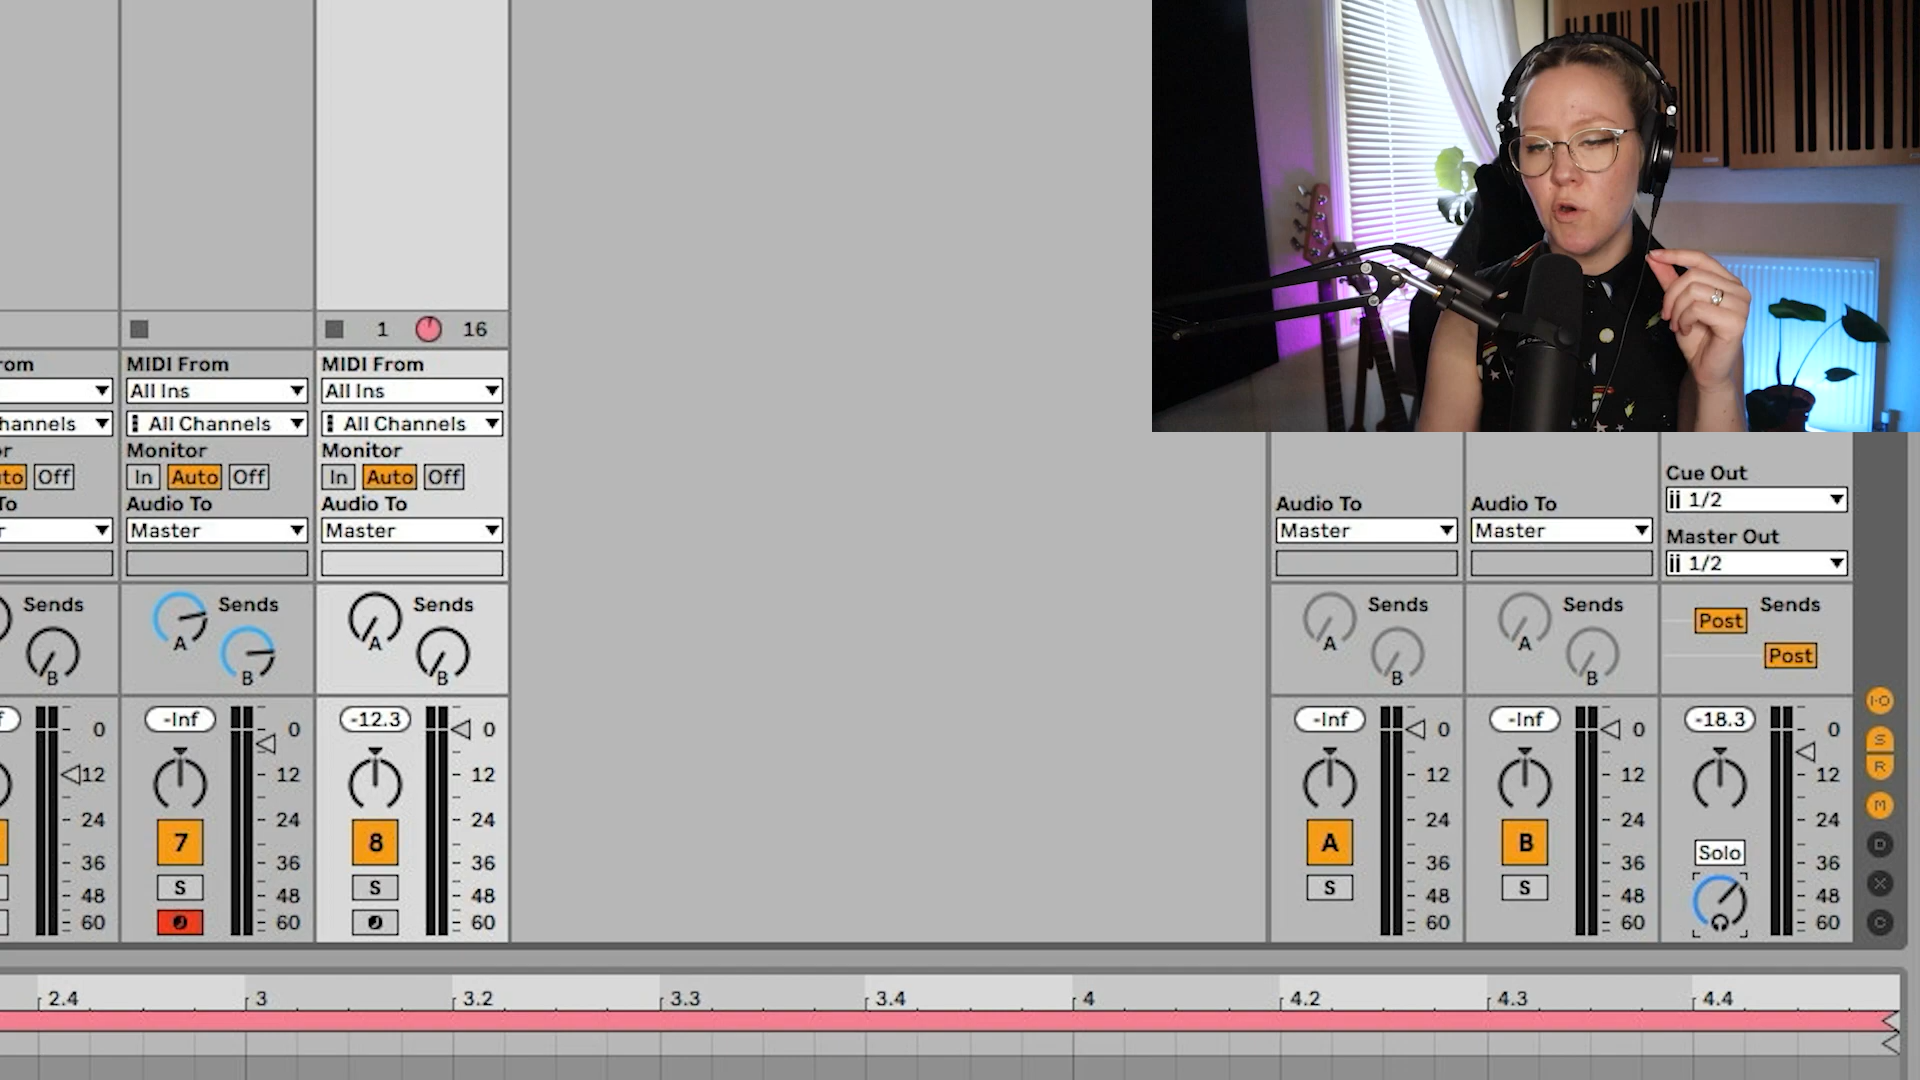 1 16
rom
MIDI From
MIDI From
All Ins
All Ins
hannels
All Channels
All Channels
r
Monitor
Monitor
Cue Out
to Off
In Auto Off
In Auto Off
ii 1/2
To
Audio To
Audio To
Audio To
Audio To
r
Master
Master
Master
Master
Master Out
ii 1/2
Sends
Sends
Sends
Sends
Sends
Sends
A
A
A
A
Post
B
B
B
B
B
Post
f
-Inf
-12.3
-Inf
-Inf
-18.3
0 0 0 0 0 0
12 12 12 12 12 12
24 24 24 24 24 24
7
8
A
B
Solo
36 36 36 36 36 36
S
S
S
S
48 48 48 48 48 48
60 60 60 60 60 60
I-O
S
R
M
D
X
C
2.4 3 3.2 3.3 3.4 4 4.2 4.3 4.4